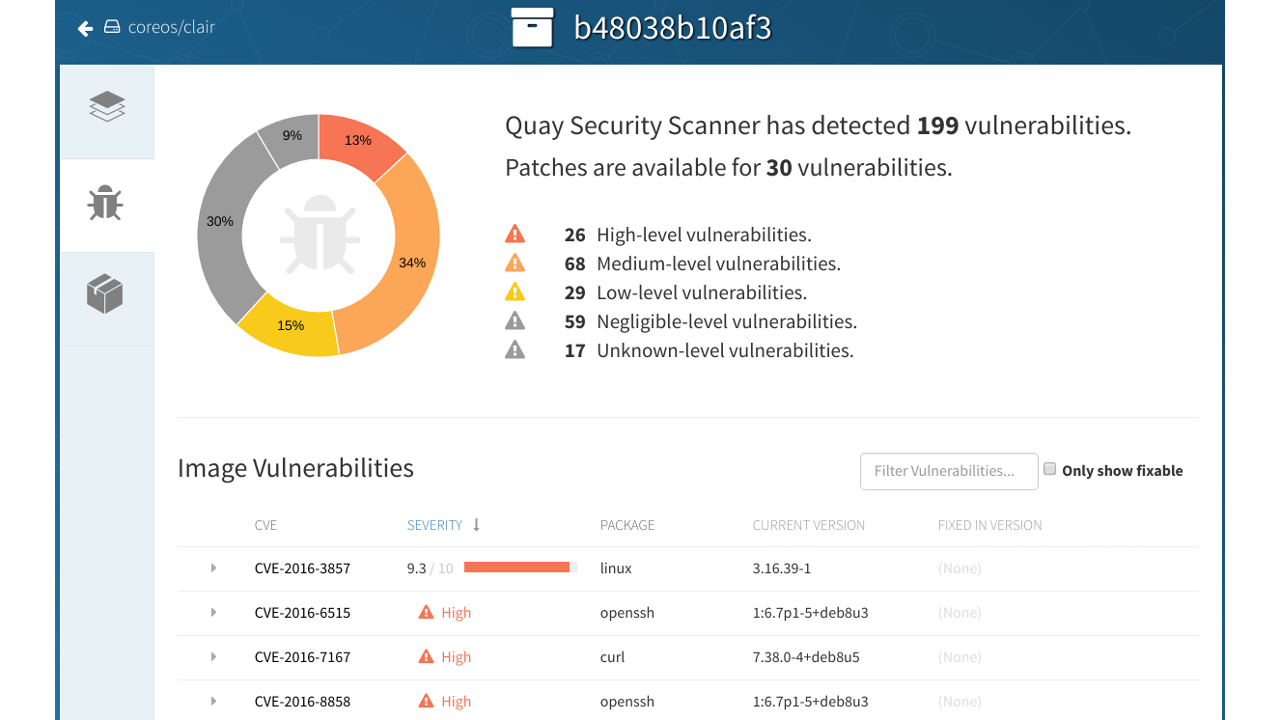 coreos/clair
b48038b10af3
9%
13%
30%
34%
15%
Quay Security Scanner has detected 199 vulnerabilities.
Patches are available for 30 vulnerabilities.
26 High-level vulnerabilities.
68 Medium-level vulnerabilities.
29 Low-level vulnerabilities.
59 Negligible-level vulnerabilities.
17 Unknown-level vulnerabilities.
Image Vulnerabilities
Filter Vulnerabilities... Only show fixable
CVE SEVERITY PACKAGE CURRENT VERSION FIXED IN VERSION
CVE-2016-3857 9.3 / 10 linux 3.16.39-1 (None)
CVE-2016-6515 High openssh 1:6.7p1-5+deb8u3 (None)
CVE-2016-7167 High curl 7.38.0-4+deb8u5 (None)
CVE-2016-8858 High openssh 1:6.7p1-5+deb8u3 (None)